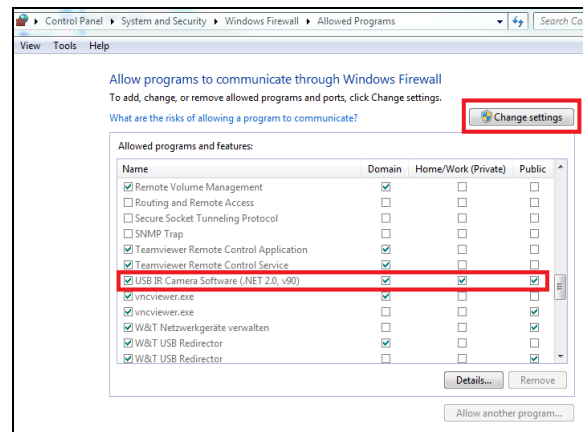 Control Panel ▸ System and Security ▸ Windows Firewall ▸ Allowed Programs Search Co
View Tools Help
Allow programs to communicate through Windows Firewall
To add, change, or remove allowed programs and ports, click Change settings.
What are the risks of allowing a program to communicate?
Change settings
Allowed programs and features:
Name Domain Home/Work (Private) Public
Remote Volume Management
Routing and Remote Access
Secure Socket Tunneling Protocol
SNMP Trap
Teamviewer Remote Control Application
Teamviewer Remote Control Service
USB IR Camera Software (.NET 2.0, v90)
vncviewer.exe
vncviewer.exe
W&T Netzwerkgeräte verwalten
W&T USB Redirector
W&T USB Redirector
Details... Remove
Allow another program...